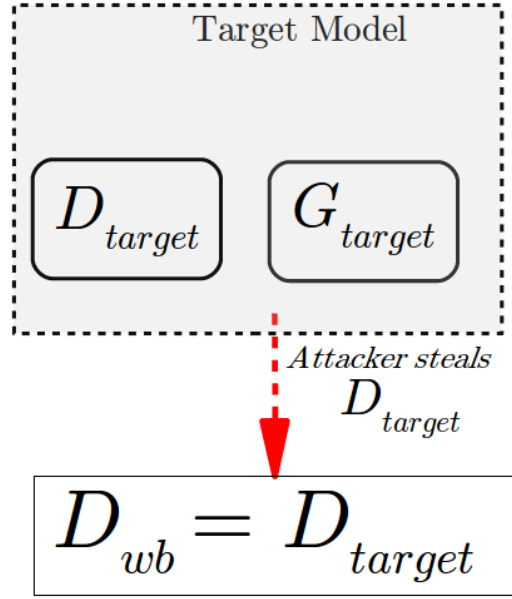 Target Model
D_target G_target
Attacker steals
D_target
D_wb = D_target